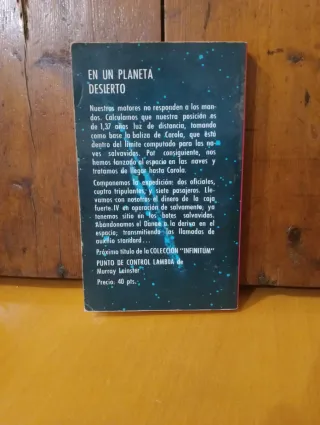 EN UN PLANETA
DESIERTO
Nuestros motores no responden a los man-
dos. Calculamos que nuestra posición es
de 1,37 años luz de distancia, tomando
como base la baliza de Carola, que está
dentro del límite computado para las na-
ves salvavidas. Por consiguiente, nos
hemos lanzado al espacio en las naves y
tratamos de llegar hasta Carola.
Componemos la expedición: dos oficiales,
cuatro tripulantes y siete pasajeros. Lle-
vamos con nosotros el dinero de la caja
fuerte IV en operación de salvamento, ya
tenemos sitio en los botes salvavidas.
Abandonamos el Danae a la deriva en el
espacio, transmitiendo las llamadas de
auxilio standard...
Próximo título de la COLECCION "INFINITUM"
PUNTO DE CONTROL LAMBDA de
Murray Leinster
Precio: 40 pts.